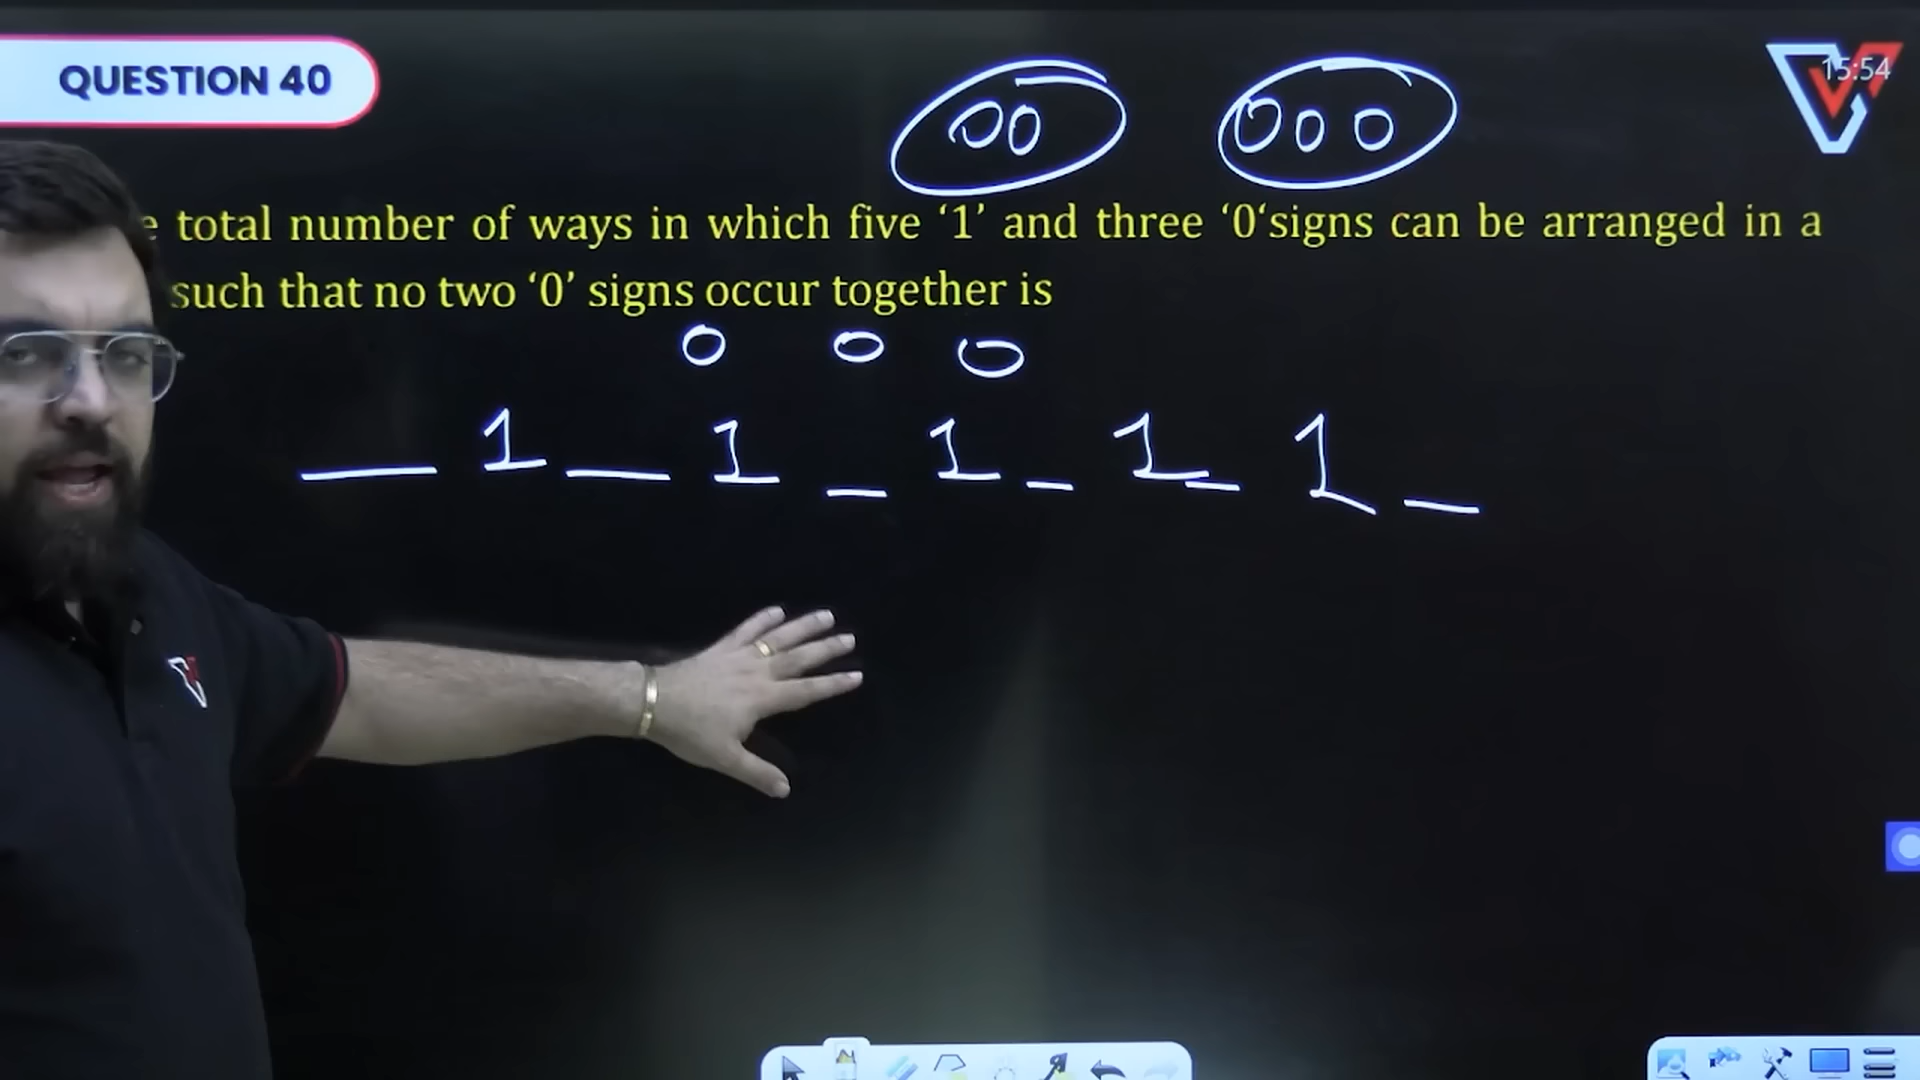 QUESTION 40
15:54
00 000
e total number of ways in which five ‘1’ and three ‘0‘signs can be arranged in a
such that no two ‘0’ signs occur together is
0 0 0
__ 1 __ 1 _ 1 _ 1 _ 1 _